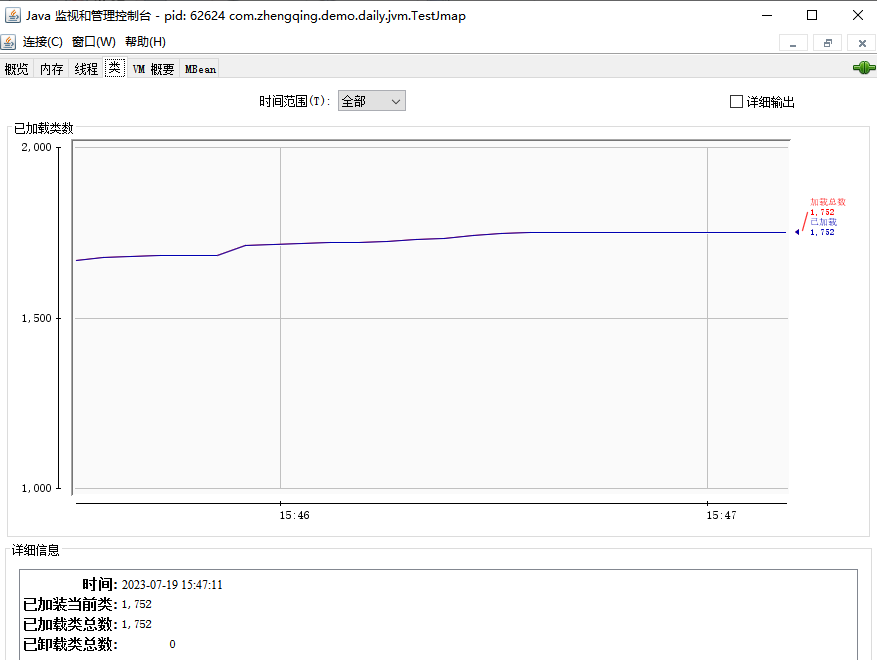 Java 监视和管理控制台 - pid: 62624 com.zhengqing.demo.daily.jvm.TestJmap
连接(C) 窗口(W) 帮助(H)
概览 内存 线程 类 VM 概要 MBean
时间范围(T): 全部 详细输出
已加载类数
2,000
加载总数
1,752
已加载
1,752
1,500
1,000
15:46 15:47
详细信息
时间: 2023-07-19 15:47:11
已加装当前类: 1,752
已加载类总数: 1,752
已卸载类总数: 0